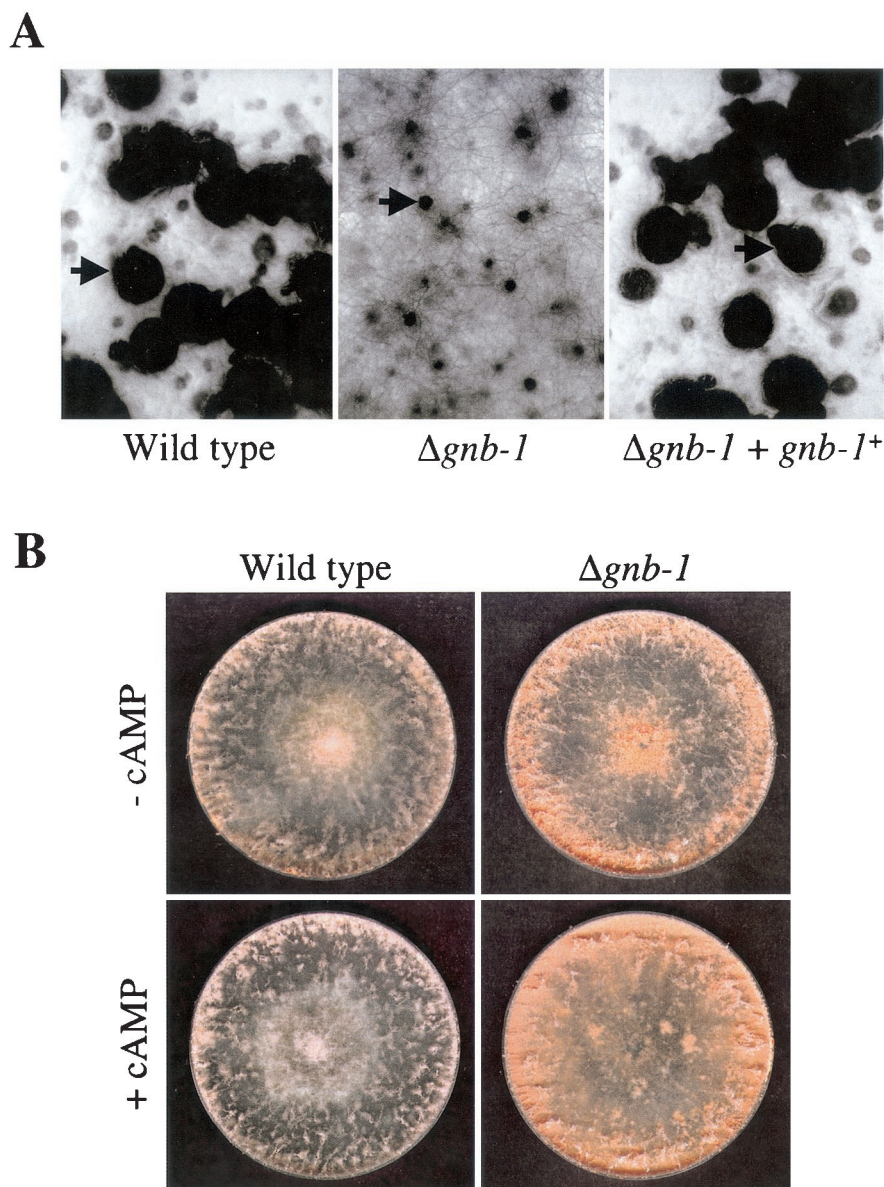 A
Wild type
Δgnb-1
Δgnb-1 + gnb-1⁺
B
Wild type
Δgnb-1
- cAMP
+ cAMP